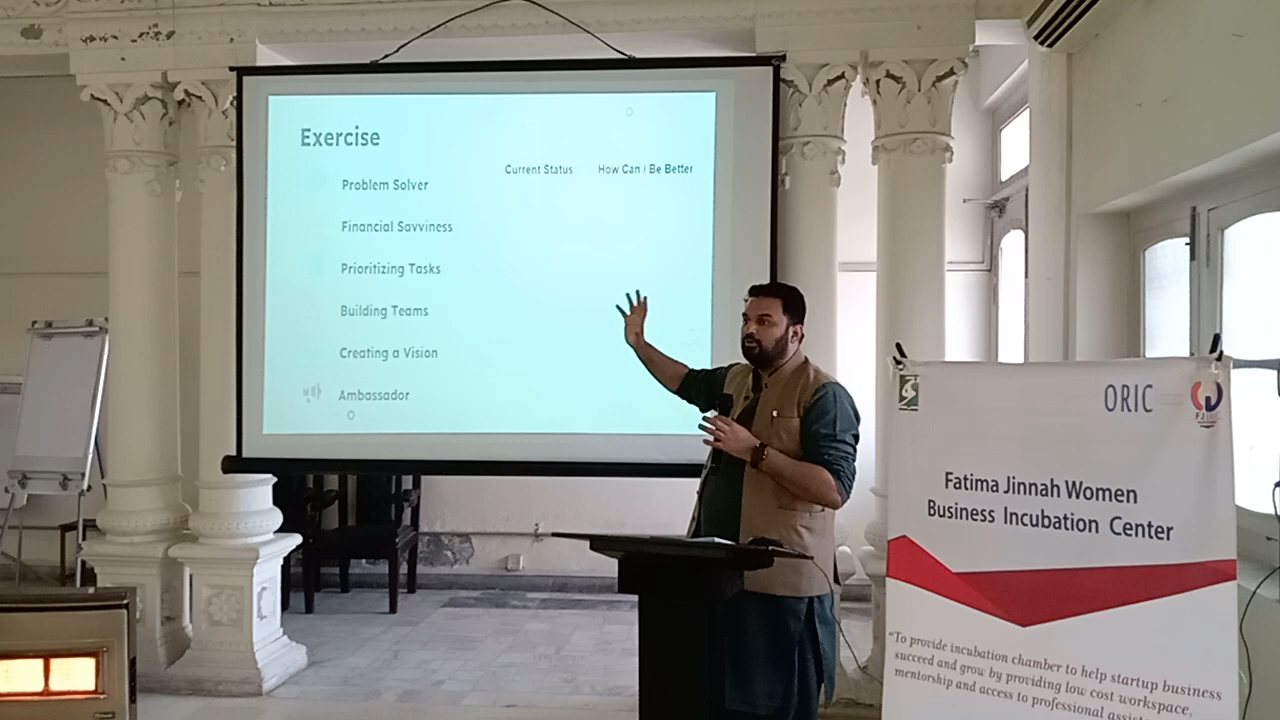 Exercise
Current Status
How Can I Be Better
Problem Solver
Financial Savviness
Prioritizing Tasks
Building Teams
Creating a Vision
Ambassador
ORIC
Fatima Jinnah Women
Business Incubation Center
"To provide incubation chamber to help startup business
succeed and grow by providing low cost workspace,
mentorship and access to professional